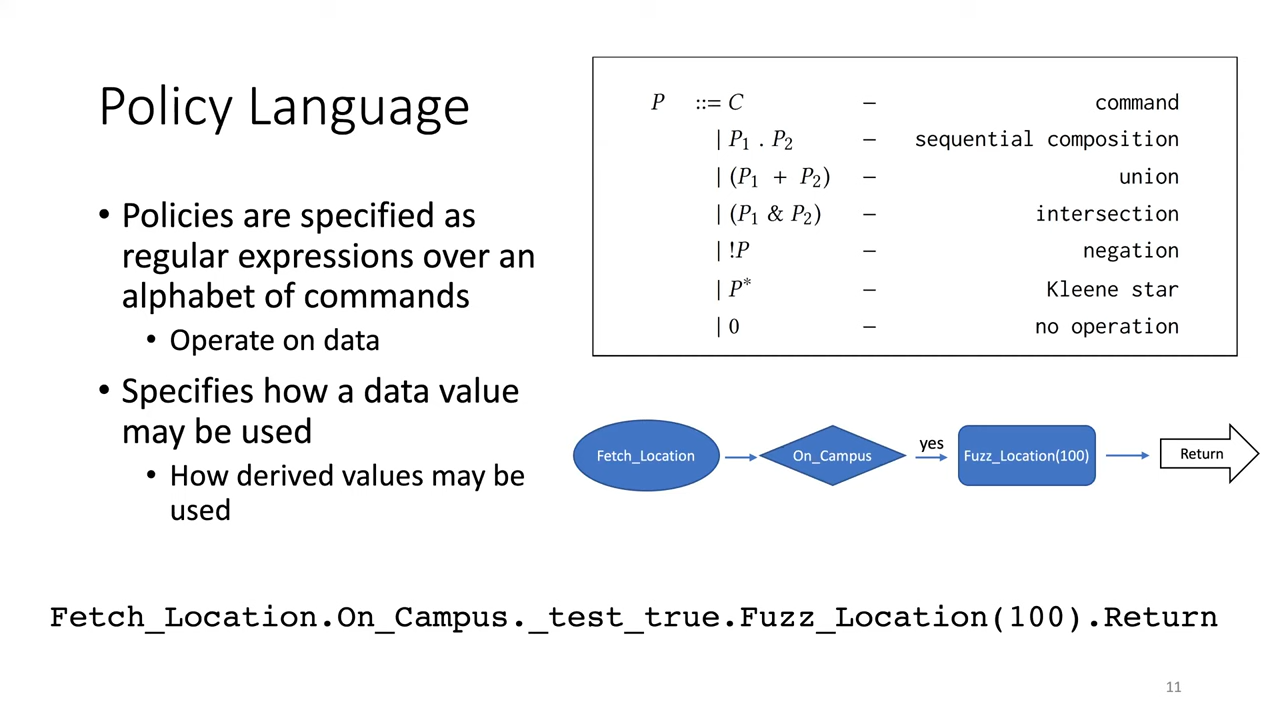 Policy Language
• Policies are specified as
regular expressions over an
alphabet of commands
• Operate on data
• Specifies how a data value
may be used
• How derived values may be
used
P ::= C – command
| P₁ . P₂ – sequential composition
| (P₁ + P₂) – union
| (P₁ & P₂) – intersection
| !P – negation
| P* – Kleene star
| 0 – no operation
Fetch_Location On_Campus yes Fuzz_Location(100) Return
Fetch_Location.On_Campus._test_true.Fuzz_Location(100).Return
11